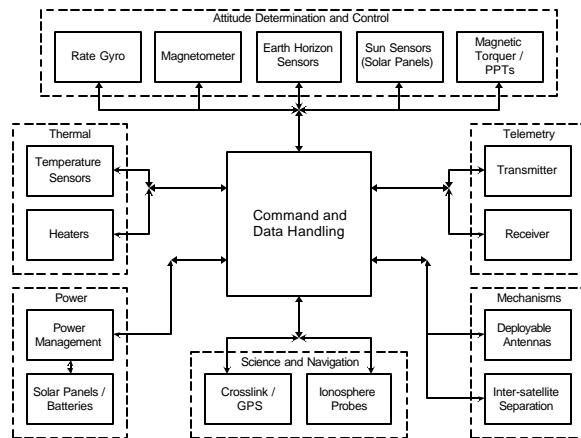 Attitude Determination and Control
Rate Gyro
Magnetometer
Earth Horizon
Sensors
Sun Sensors
(Solar Panels)
Magnetic
Torquer /
PPTs
Thermal
Temperature
Sensors
Heaters
Command and
Data Handling
Telemetry
Transmitter
Receiver
Power
Power
Management
Solar Panels /
Batteries
Science and Navigation
Crosslink /
GPS
Ionosphere
Probes
Mechanisms
Deployable
Antennas
Inter-satellite
Separation